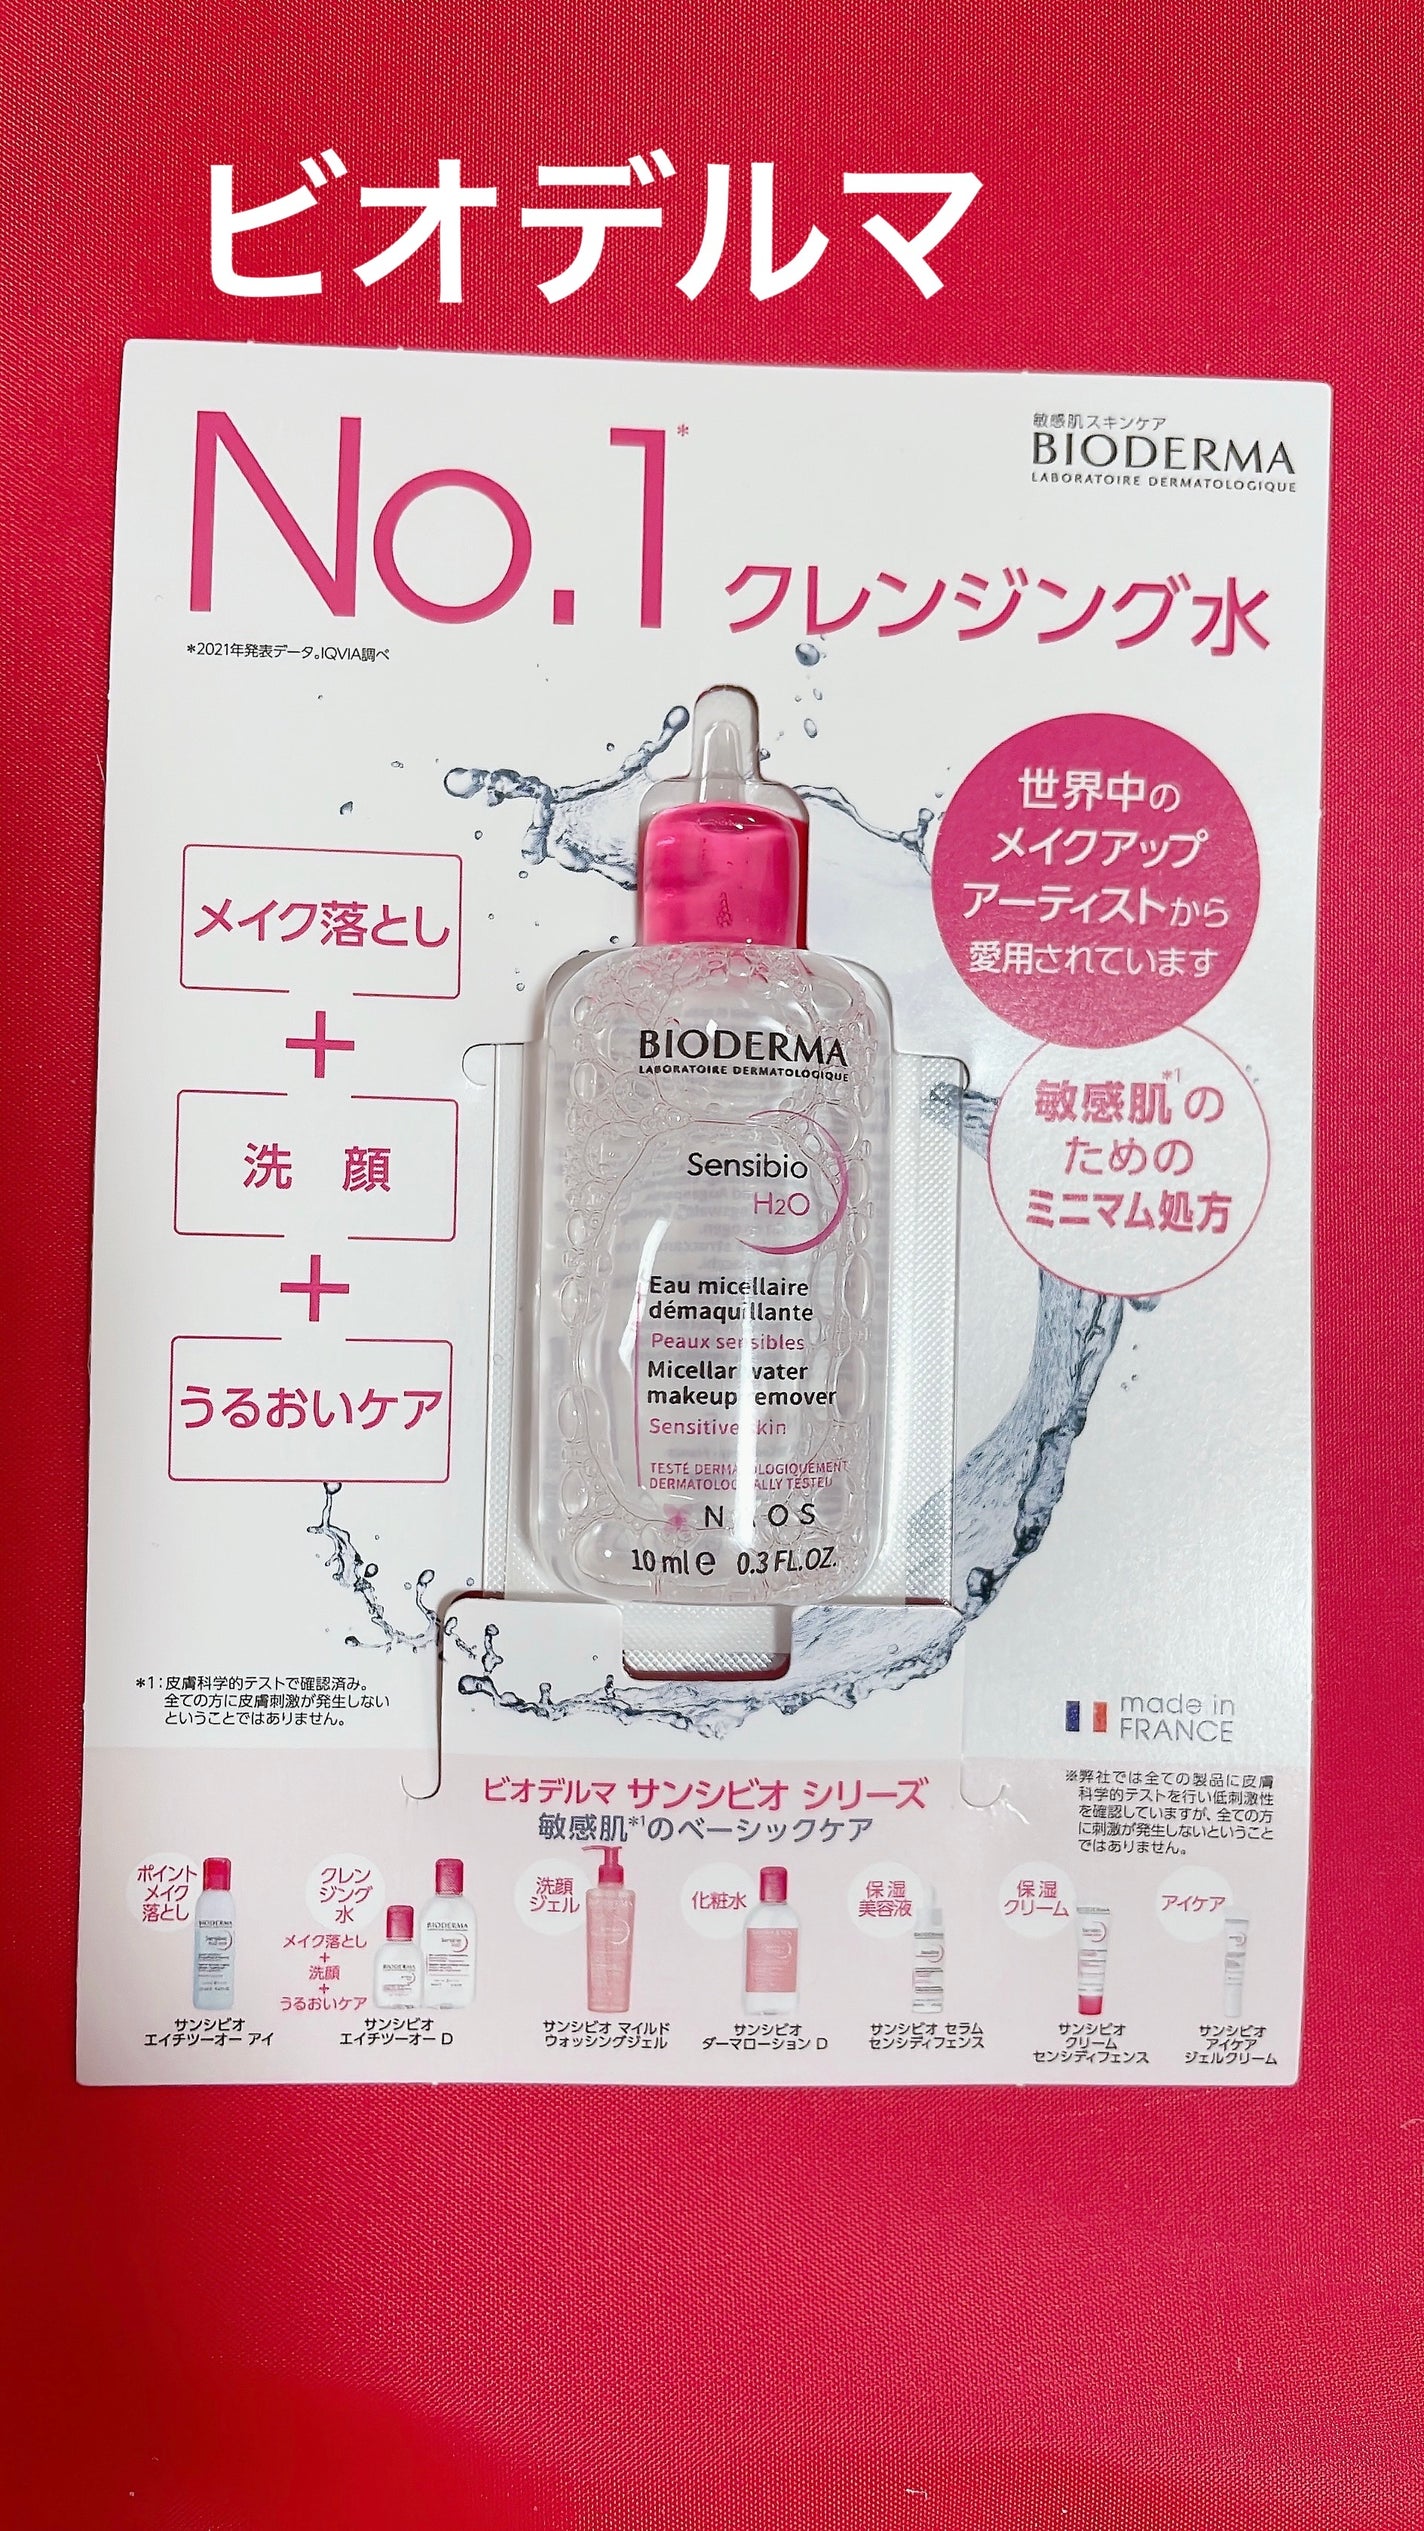 ビオデルマ
No.1*
クレンジング水
*2021年発表データ。IQVIA調べ
敏感肌スキンケア
BIODERMA
LABORATOIRE DERMATOLOGIQUE
世界中の
メイクアップ
アーティストから
愛用されています
敏感肌*1の
ための
ミニマム処方
メイク落とし
+
洗 顔
+
うるおいケア
BIODERMA
LABORATOIRE DERMATOLOGIQUE
Sensibio
H2O
Eau micellaire
démaquillante
Peaux sensibles
Micellar water
makeup remover
Sensitive skin
TESTÉ DERMATOLOGIQUEMENT
DERMATOLOGICALLY TESTED
NAOS
10 ml e 0.3 FL.OZ.
*1:皮膚科学的テストで確認済み。
全ての方に皮膚刺激が発生しない
ということではありません。
made in
FRANCE
※弊社では全ての製品に皮膚
科学的テストを行い低刺激性
を確認していますが、全ての方
に刺激が発生しないということ
ではありません。
ビオデルマ サンシビオ シリーズ
敏感肌*1のベーシックケア
ポイント
メイク
落とし
サンシビオ
エイチツーオー アイ
クレン
ジング
水
メイク落とし
+
洗顔
+
うるおいケア
サンシビオ
エイチツーオー D
洗顔
ジェル
サンシビオ マイルド
ウォッシングジェル
化粧水
サンシビオ
ダーマローション D
保湿
美容液
サンシビオ セラム
センシディフェンス
保湿
クリーム
サンシビオ
クリーム
センシディフェンス
アイケア
サンシビオ
アイケア
ジェルクリーム